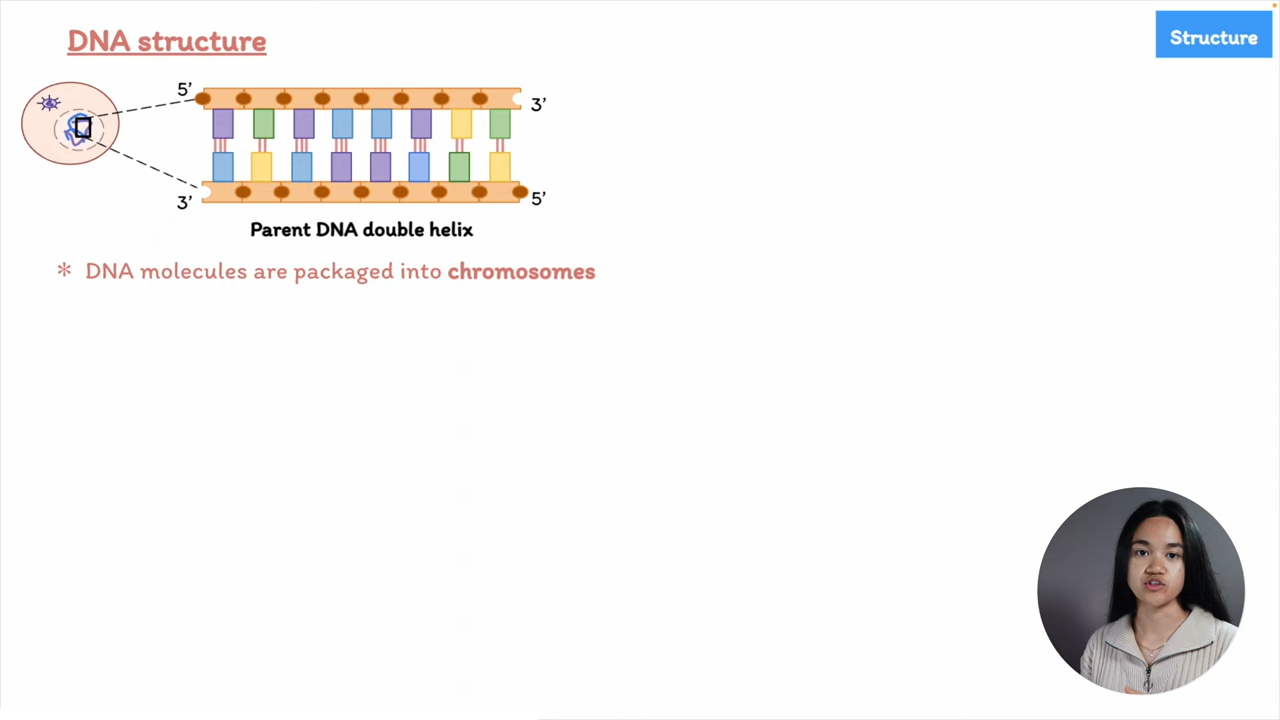 DNA structure
Structure
5’
3’
3’
5’
Parent DNA double helix
* DNA molecules are packaged into chromosomes